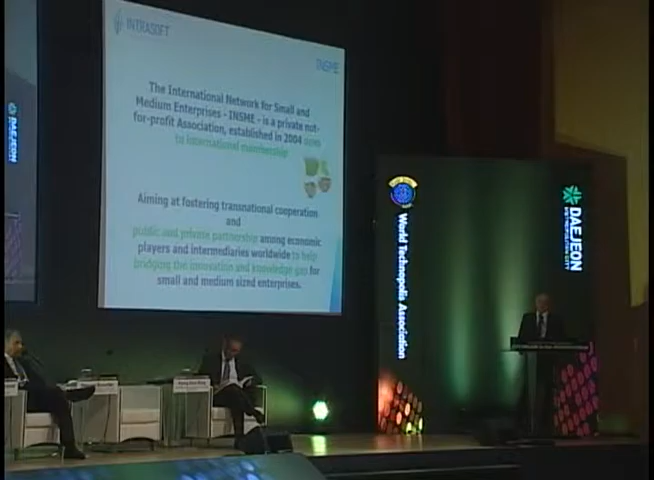 INTRASOFT
INSME
The International Network for Small and
Medium Enterprises - INSME - is a private not-
for-profit Association, established in 2004 open
to international membership
Aiming at fostering transnational cooperation
and
public and private partnership among economic
players and intermediaries worldwide to help
bridging the innovation and knowledge gap for
small and medium sized enterprises.
DAEJEON
World Technopolis Association
DAEJEON
METROPOLITAN CITY